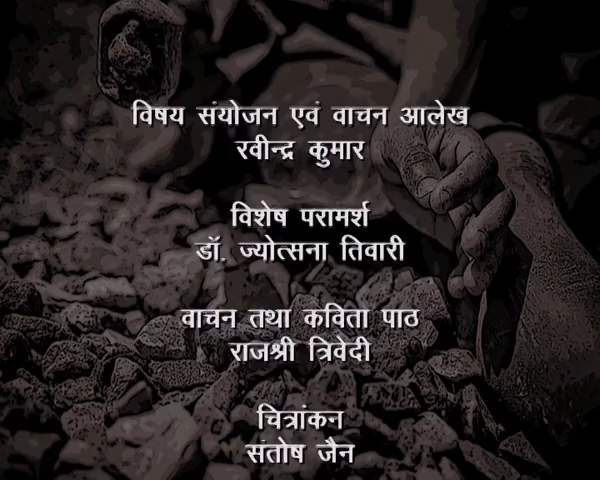 विषय संयोजन एवं वाचन आलेख
रवीन्द्र कुमार
विशेष परामर्श
डॉ. ज्योत्सना तिवारी
वाचन तथा कविता पाठ
राजश्री त्रिवेदी
चित्रांकन
संतोष जैन